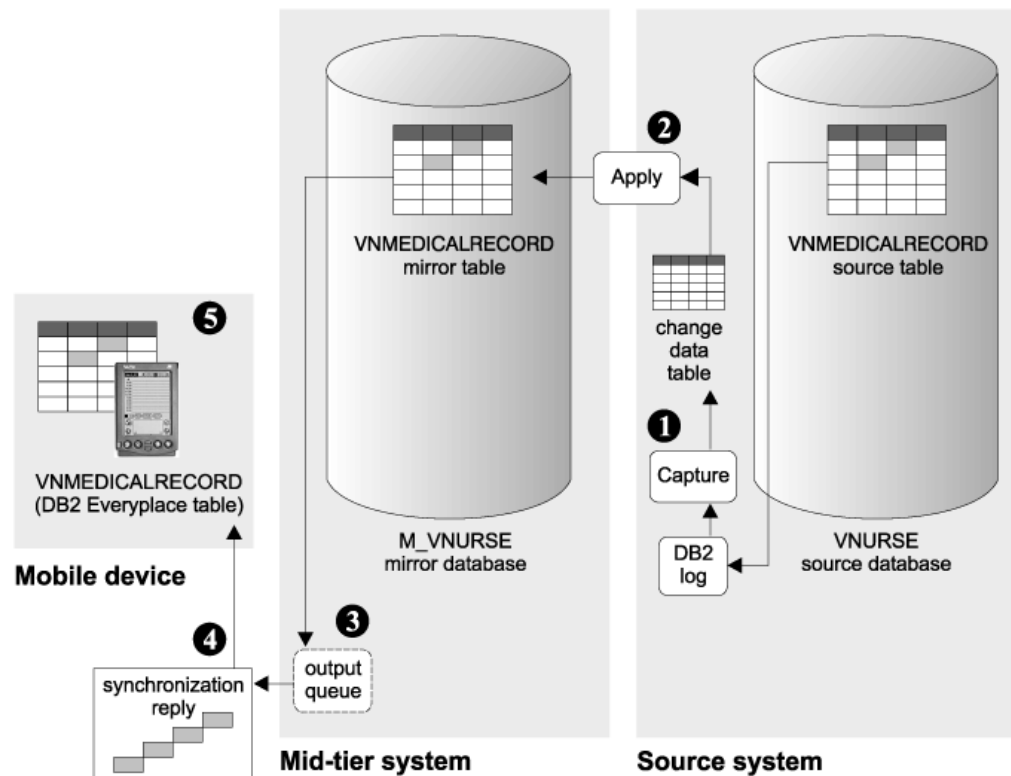 2
Apply
VNMEDICALRECORD
mirror table
VNMEDICALRECORD
source table
5
change
data
table
1
Capture
VNMEDICALRECORD
(DB2 Everyplace table)
M_VNURSE
mirror database
DB2
log
VNURSE
source database
Mobile device
4
synchronization
reply
3
output
queue
Mid-tier system
Source system